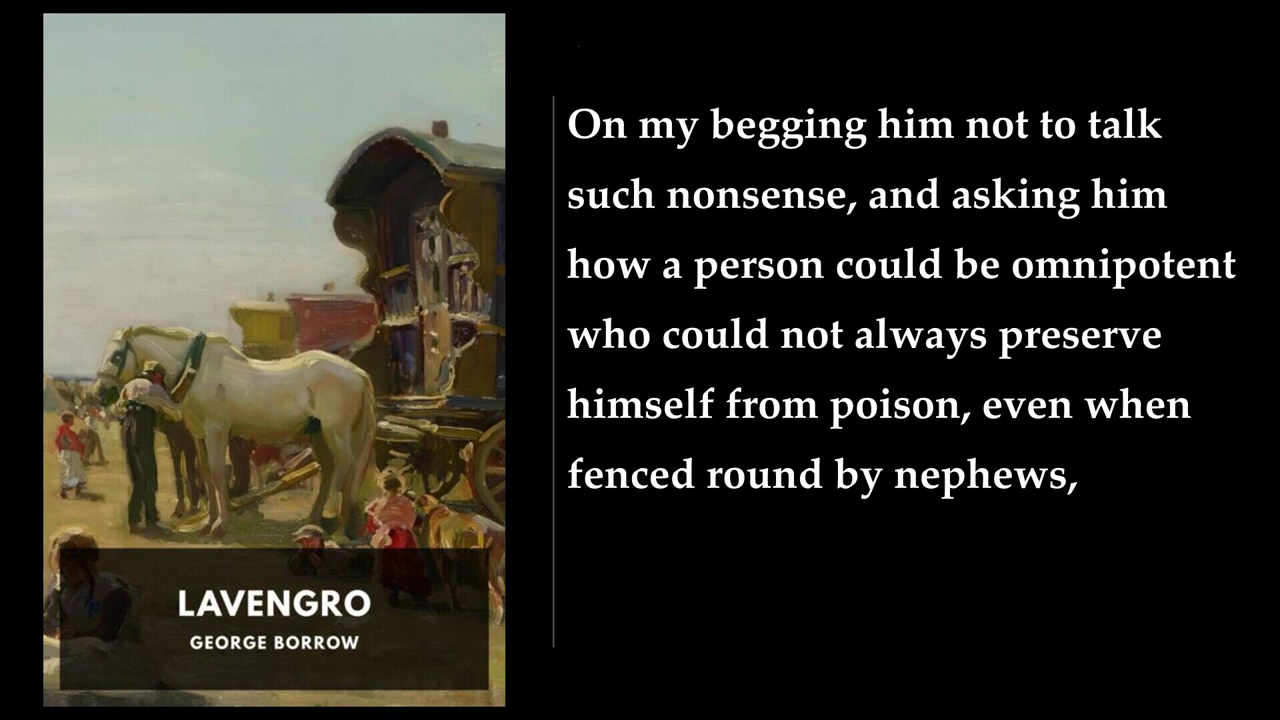 LAVENGRO
GEORGE BORROW
On my begging him not to talk
such nonsense, and asking him
how a person could be omnipotent
who could not always preserve
himself from poison, even when
fenced round by nephews,